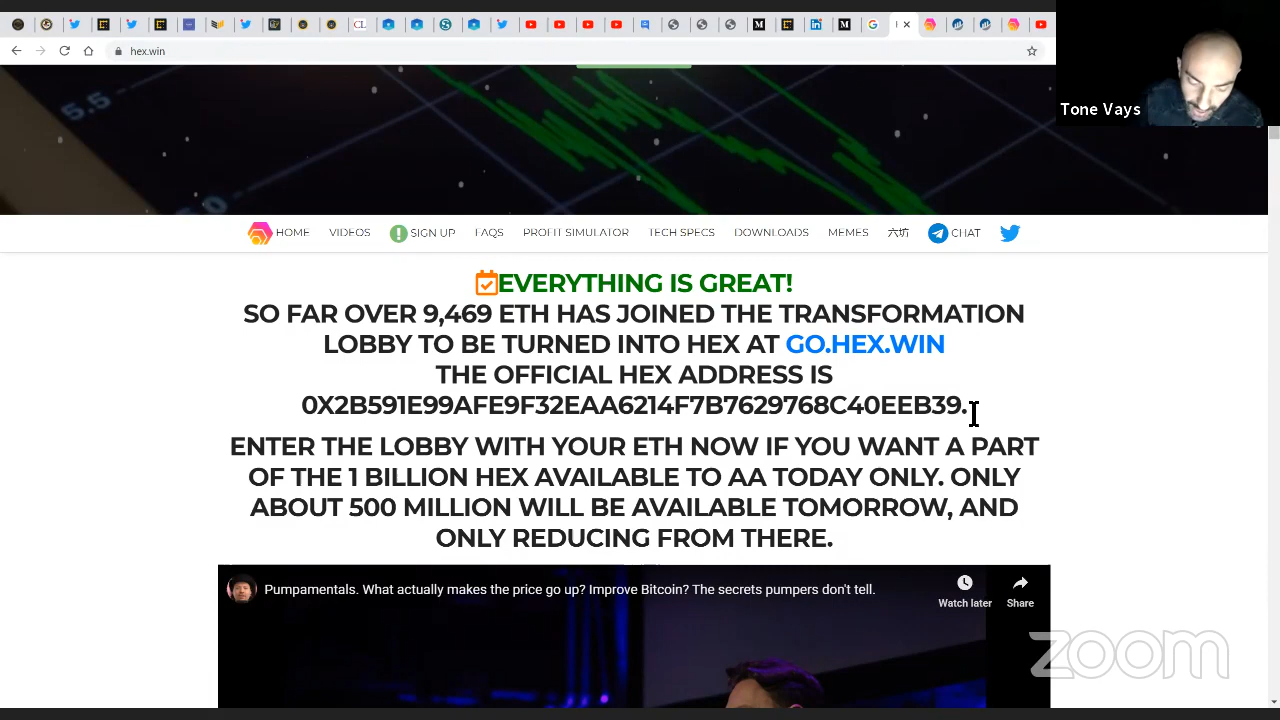 hex.win
Tone Vays
5.5
6.0
HOME VIDEOS SIGN UP FAQS PROFIT SIMULATOR TECH SPECS DOWNLOADS MEMES 六坑 CHAT
EVERYTHING IS GREAT!
SO FAR OVER 9,469 ETH HAS JOINED THE TRANSFORMATION
LOBBY TO BE TURNED INTO HEX AT GO.HEX.WIN
THE OFFICIAL HEX ADDRESS IS
0X2B591E99AFE9F32EAA6214F7B7629768C40EEB39.
ENTER THE LOBBY WITH YOUR ETH NOW IF YOU WANT A PART
OF THE 1 BILLION HEX AVAILABLE TO AA TODAY ONLY. ONLY
ABOUT 500 MILLION WILL BE AVAILABLE TOMORROW, AND
ONLY REDUCING FROM THERE.
Pumpamentals. What actually makes the price go up? Improve Bitcoin? The secrets pumpers don't tell.
Watch later Share
zoom